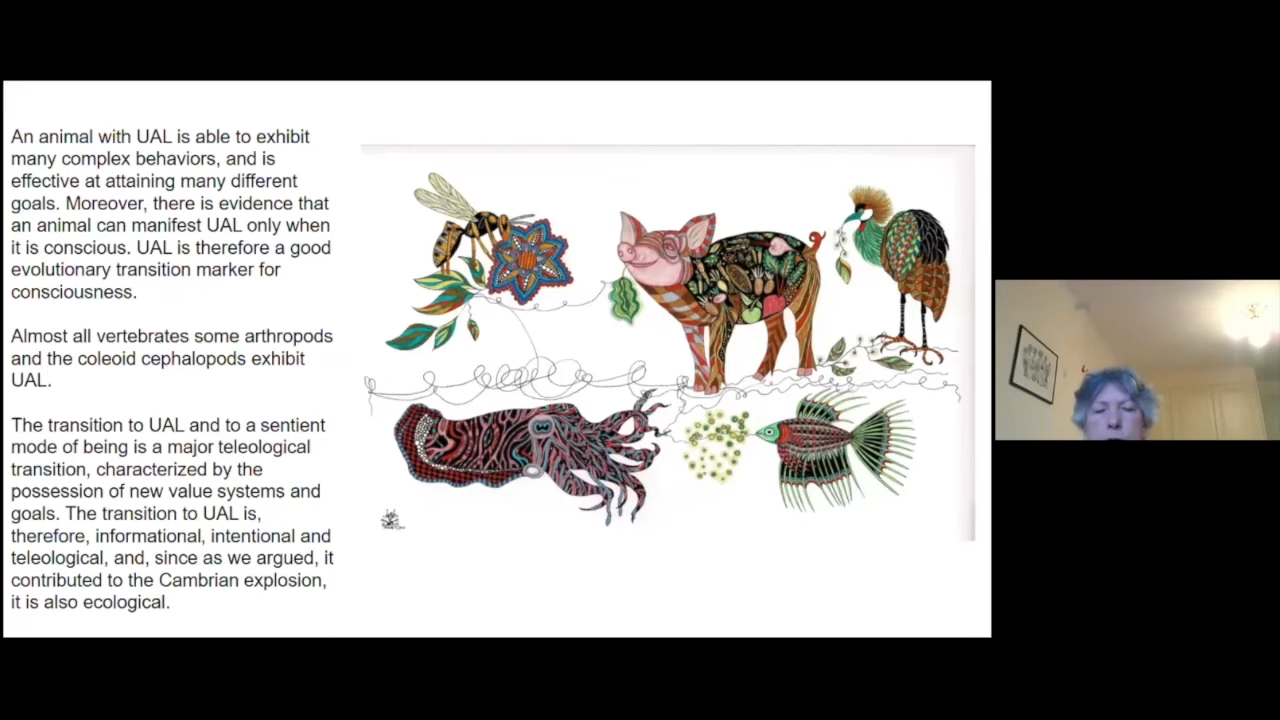 An animal with UAL is able to exhibit
many complex behaviors, and is
effective at attaining many different
goals. Moreover, there is evidence that
an animal can manifest UAL only when
it is conscious. UAL is therefore a good
evolutionary transition marker for
consciousness.
Almost all vertebrates some arthropods
and the coleoid cephalopods exhibit
UAL.
The transition to UAL and to a sentient
mode of being is a major teleological
transition, characterized by the
possession of new value systems and
goals. The transition to UAL is,
therefore, informational, intentional and
teleological, and, since as we argued, it
contributed to the Cambrian explosion,
it is also ecological.